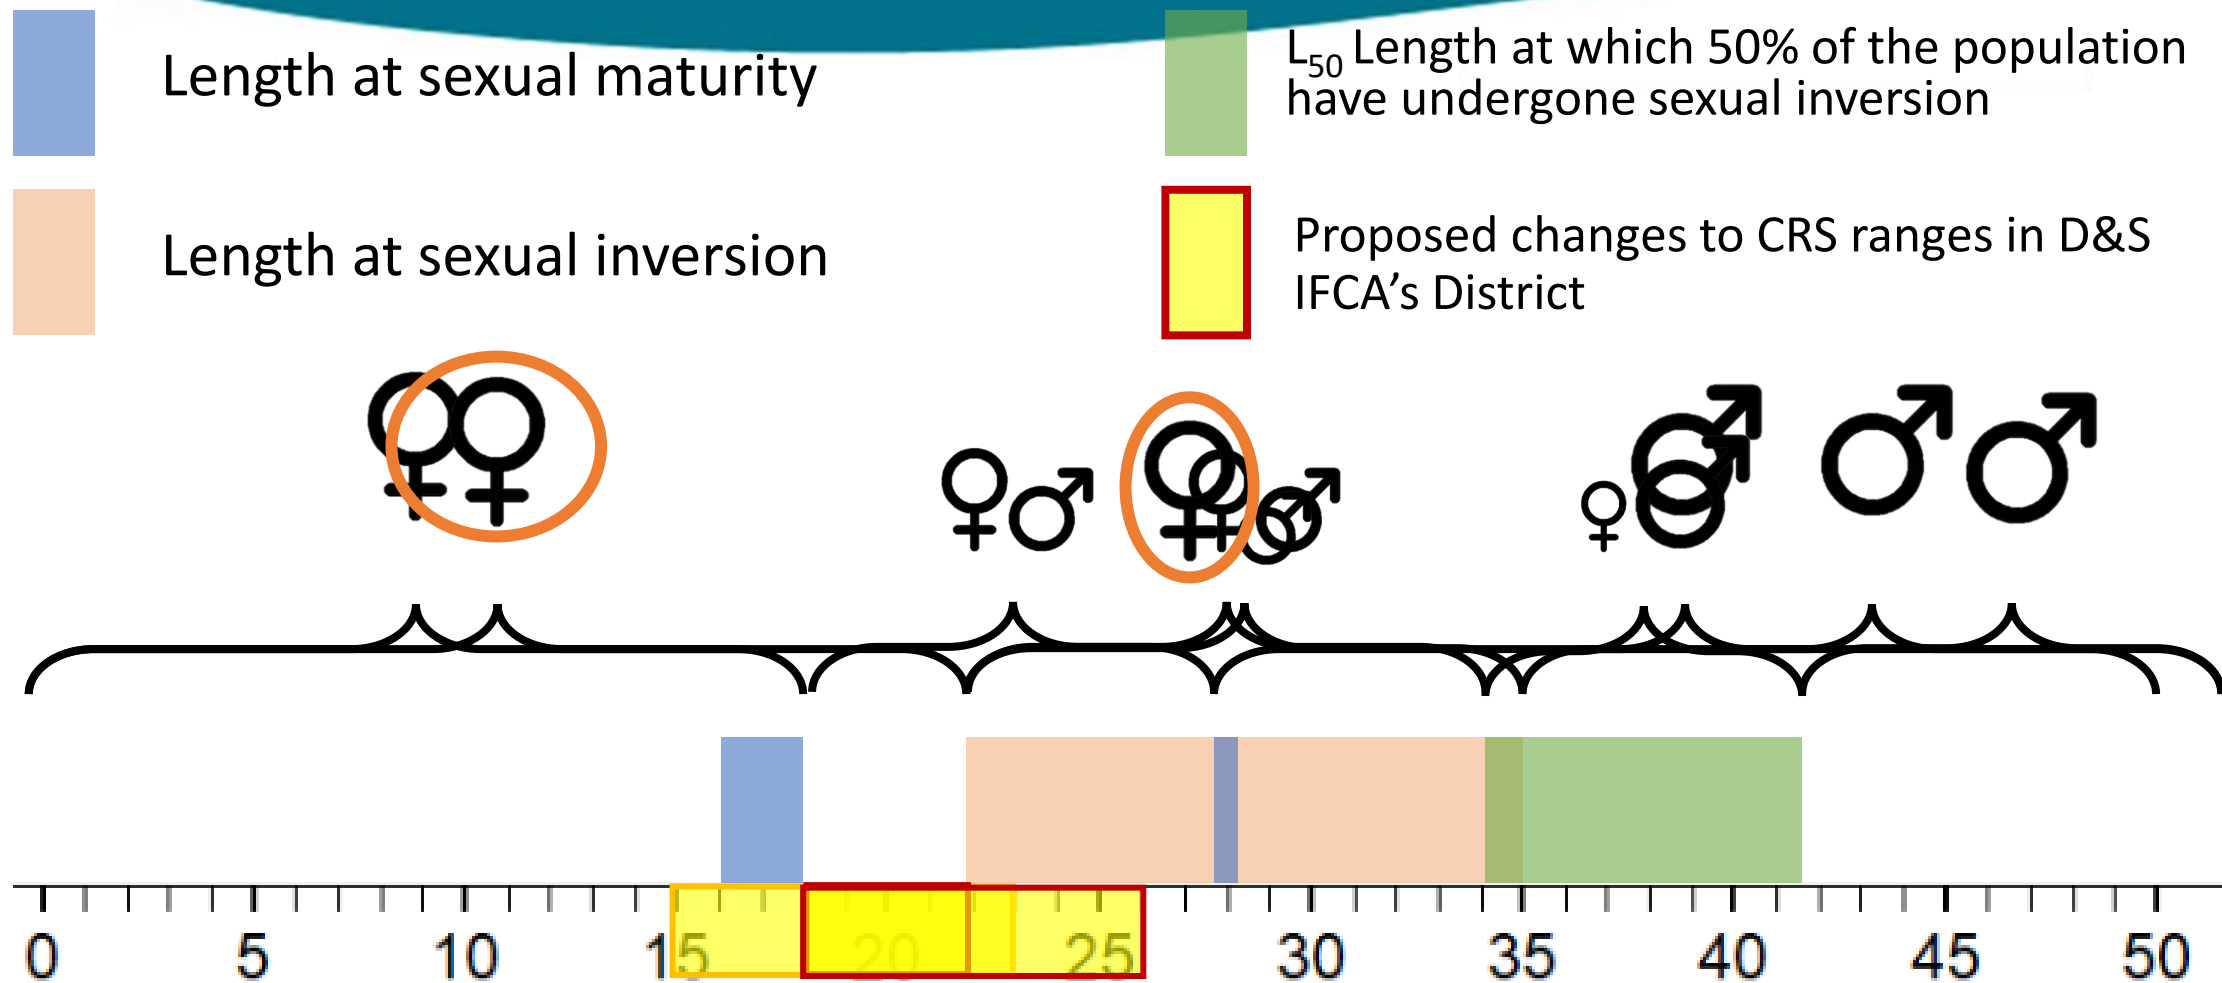 Length at sexual maturity
L50 Length at which 50% of the population
have undergone sexual inversion
Length at sexual inversion
Proposed changes to CRS ranges in D&S
IFCA’s District
0 5 10 15 20 25 30 35 40 45 50